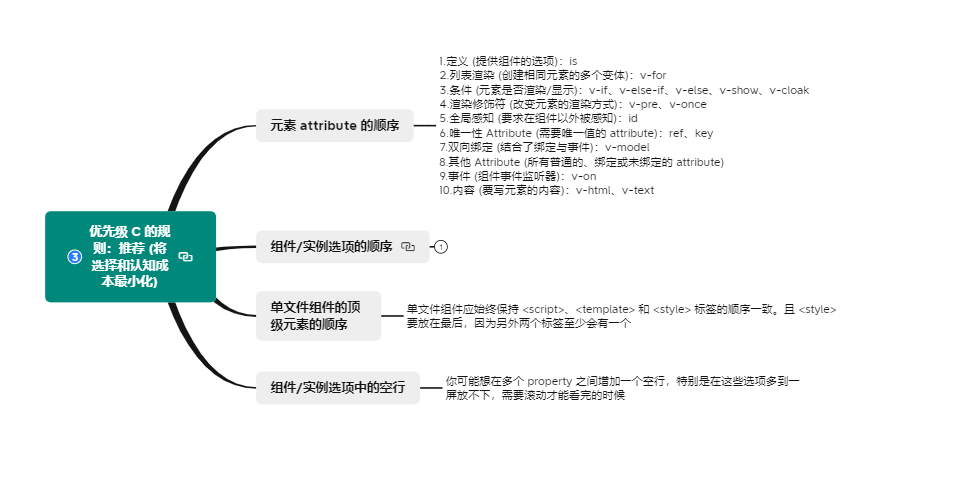 3
优先级 C 的规
则：推荐 (将
选择和认知成
本最小化)
元素 attribute 的顺序
1.定义 (提供组件的选项)：is
2.列表渲染 (创建相同元素的多个变体)：v-for
3.条件 (元素是否渲染/显示)：v-if、v-else-if、v-else、v-show、v-cloak
4.渲染修饰符 (改变元素的渲染方式)：v-pre、v-once
5.全局感知 (要求在组件以外被感知)：id
6.唯一性 Attribute (需要唯一值的 attribute)：ref、key
7.双向绑定 (结合了绑定与事件)：v-model
8.其他 Attribute (所有普通的、绑定或未绑定的 attribute)
9.事件 (组件事件监听器)：v-on
10.内容 (覆写元素的内容)：v-html、v-text
组件/实例选项的顺序
1
单文件组件的顶
级元素的顺序
单文件组件应始终保持 <script>、<template> 和 <style> 标签的顺序一致。且 <style>
要放在最后，因为另外两个标签至少会有一个
组件/实例选项中的空行
你可能想在多个 property 之间增加一个空行，特别是在这些选项多到一
屏放不下，需要滚动才能看完的时候